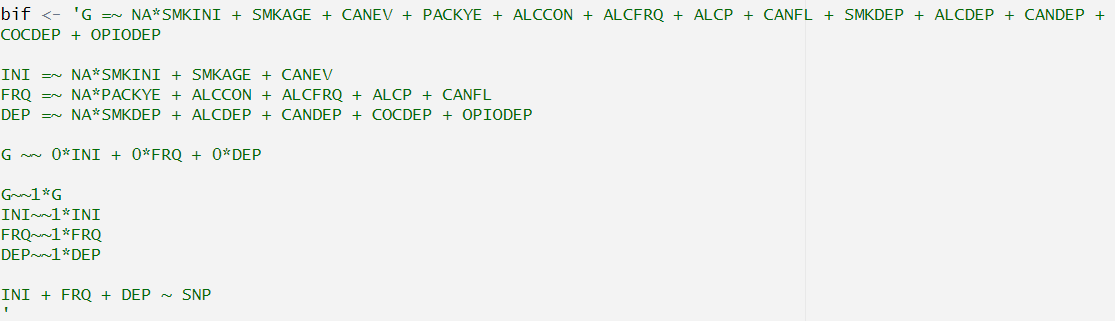 bif <- 'G =~ NA*SMKINI + SMKAGE + CANEV + PACKYE + ALCCON + ALCFRQ + ALCP + CANFL + SMKDEP + ALCDEP + CANDEP +
COCDEP + OPIODEP
INI =~ NA*SMKINI + SMKAGE + CANEV
FRQ =~ NA*PACKYE + ALCCON + ALCFRQ + ALCP + CANFL
DEP =~ NA*SMKDEP + ALCDEP + CANDEP + COCDEP + OPIODEP
G ~~ 0*INI + 0*FRQ + 0*DEP
G~~1*G
INI~~1*INI
FRQ~~1*FRQ
DEP~~1*DEP
INI + FRQ + DEP ~ SNP
'